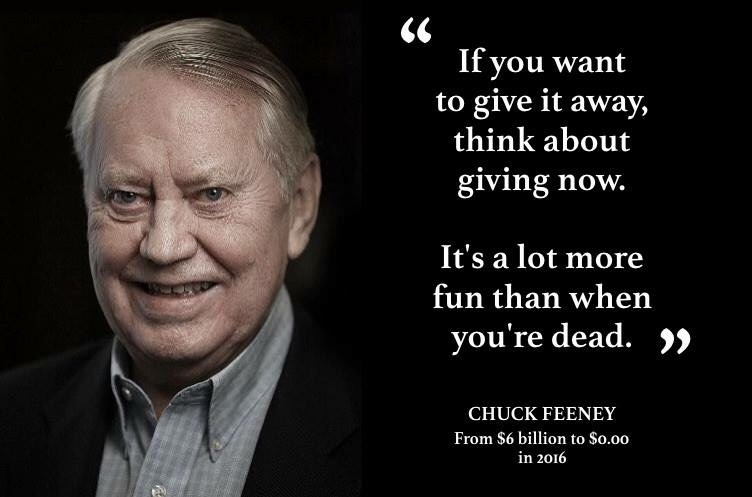 “
If you want
to give it away,
think about
giving now.
It's a lot more
fun than when
you're dead. ”
CHUCK FEENEY
From $6 billion to $0.00
in 2016